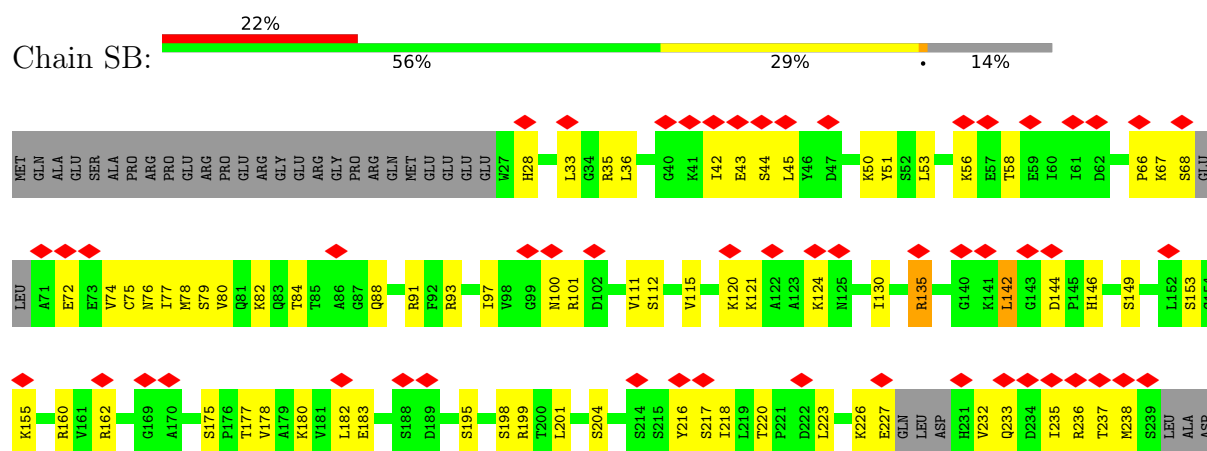 22%
Chain SB:
56% 29% • 14%
MET GLN ALA GLU SER ALA PRO ARG PRO GLU ARG PRO GLU ARG GLY GLU ARG GLY PRO ARG GLN MET GLU GLU GLU GLU W27 H28 L33 G34 R35 L36 G40 K41 I42 E43 S44 L45 Y46 D47 K50 Y51 S52 L53 K56 E57 T58 E59 I60 I61 D62 P66 K67 S68 GLU
LEU A71 E72 E73 V74 C75 N76 I77 M78 S79 V80 Q81 K82 Q83 T84 T85 A86 G87 Q88 R91 F92 R93 I97 V98 G99 N100 R101 D102 V111 S112 V115 K120 K121 A122 A123 K124 N125 I130 R135 G140 K141 L142 G143 D144 P145 H146 S149 L152 S153
K155 R160 V161 R162 G169 A170 S175 P176 T177 V178 A179 K180 V181 L182 E183 S188 D189 S195 S198 R199 T200 L201 S204 S214 S215 Y216 S217 I218 L219 T220 P221 D222 L223 K226 E227 GLN LEU ASP H231 V232 Q233 D234 I235 R236 T237 M238 S239 LEU ALA ASP